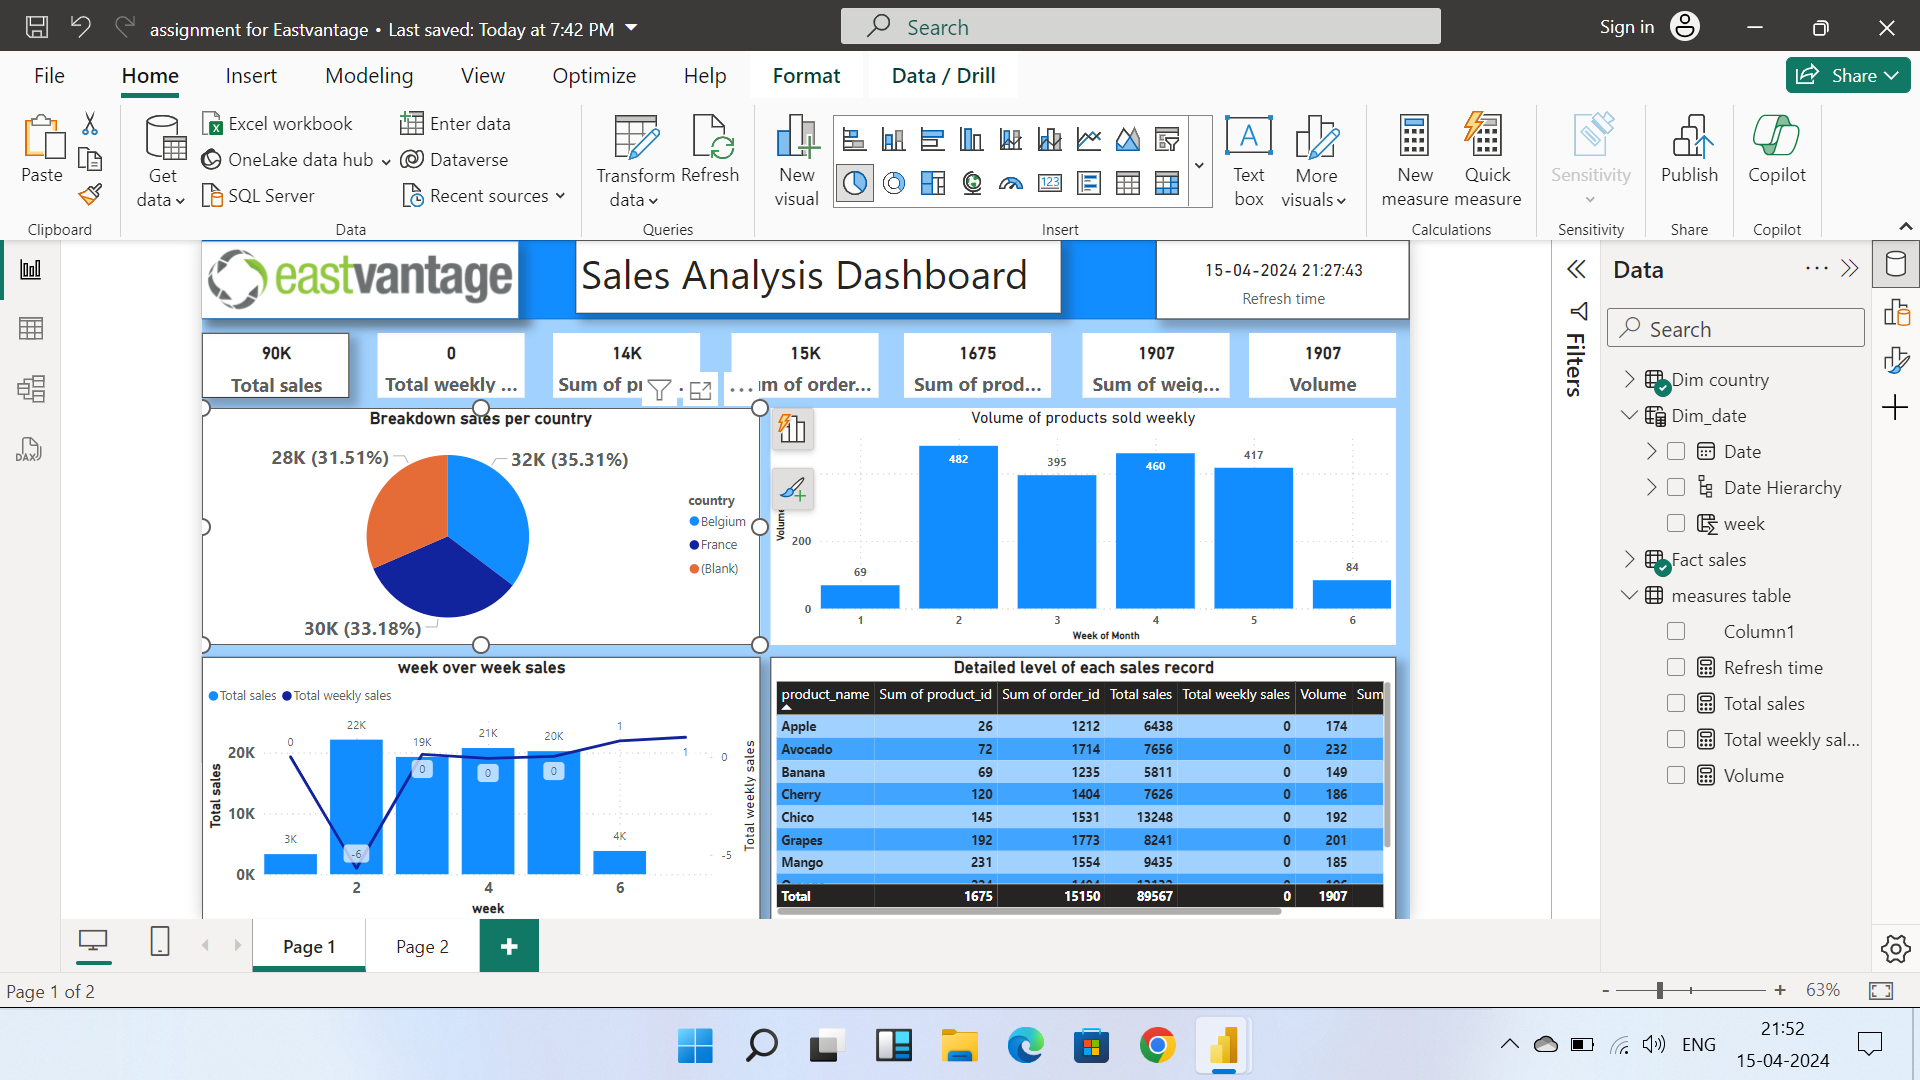 assignment for Eastvantage • Last saved: Today at 7:42 PM
Search
Sign in
File Home Insert Modeling View Optimize Help Format Data / Drill
Share
Paste
Clipboard
Get data
Excel workbook
OneLake data hub
SQL Server
Enter data
Dataverse
Recent sources
Data
Transform data
Refresh
Queries
New visual
123
Insert
A
Text box
More visuals
New measure
Quick measure
Calculations
Sensitivity
Sensitivity
Publish
Share
Copilot
Copilot
DAX
eastvantage
Sales Analysis Dashboard
15-04-2024 21:27:43
Refresh time
90K
Total sales
0
Total weekly ...
14K
Sum of pr
15K
m of order...
1675
Sum of prod...
1907
Sum of weig...
1907
Volume
Breakdown sales per country
28K (31.51%)
32K (35.31%)
30K (33.18%)
country
Belgium
France
(Blank)
Volume of products sold weekly
Volume
200
0
69
482
395
460
417
84
1 2 3 4 5 6
Week of Month
week over week sales
Total sales Total weekly sales
Total sales
20K
10K
0K
3K
22K
19K
21K
20K
4K
0
-6
0
0
0
1
1
0
-5
Total weekly sales
2 4 6
week
Detailed level of each sales record
product_name Sum of product_id Sum of order_id Total sales Total weekly sales Volume Sum
Apple 26 1212 6438 0 174
Avocado 72 1714 7656 0 232
Banana 69 1235 5811 0 149
Cherry 120 1404 7626 0 186
Chico 145 1531 13248 0 192
Grapes 192 1773 8241 0 201
Mango 231 1554 9435 0 185
Total 1675 15150 89567 0 1907
Filters
Data
Search
Dim country
Dim_date
Date
Date Hierarchy
week
Fact sales
measures table
Column1
Refresh time
Total sales
Total weekly sal...
Volume
Page 1
Page 2
+
Page 1 of 2
- + 63%
ENG
21:52
15-04-2024